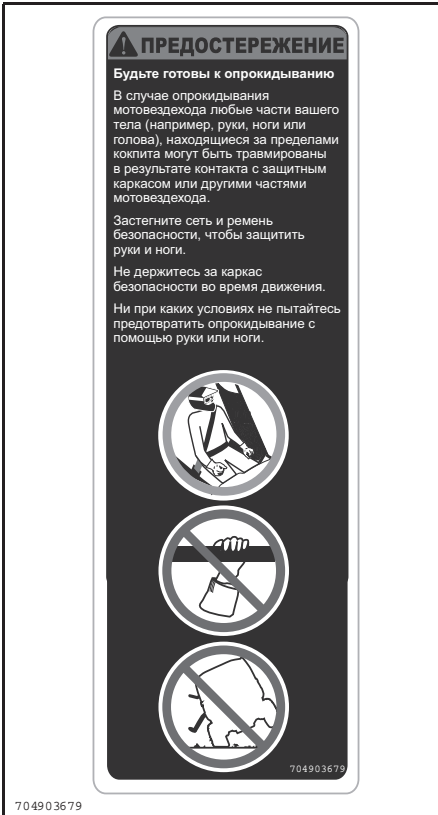 ПРЕДОСТЕРЕЖЕНИЕ
Будьте готовы к опрокидыванию
В случае опрокидывания
мотовездехода любые части вашего
тела (например, руки, ноги или
голова), находящиеся за пределами
кокпита могут быть травмированы
в результате контакта с защитным
каркасом или другими частями
мотовездехода.
Застегните сеть и ремень
безопасности, чтобы защитить
руки и ноги.
Не держитесь за каркас
безопасности во время движения.
Ни при каких условиях не пытайтесь
предотвратить опрокидывание с
помощью руки или ноги.
704903679
704903679